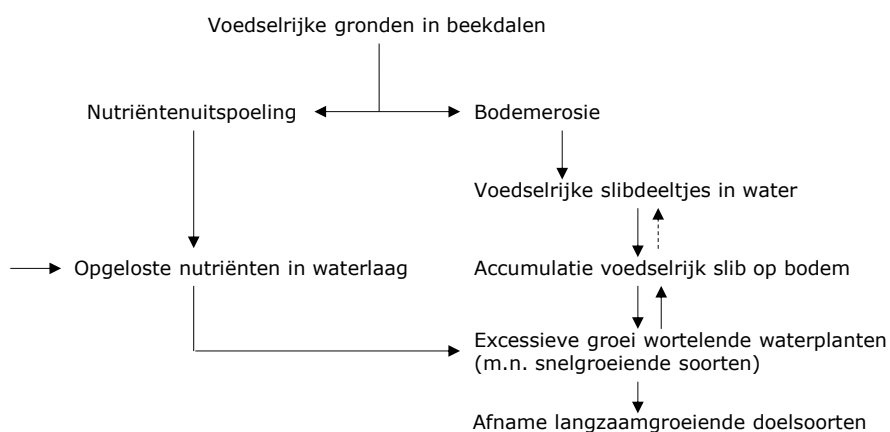 Voedselrijke gronden in beekdalen
Nutriëntenuitspoeling
Bodemerosie
Voedselrijke slibdeeltjes in water
Opgeloste nutriënten in waterlaag
Accumulatie voedselrijk slib op bodem
Excessieve groei wortelende waterplanten
(m.n. snelgroeiende soorten)
Afname langzaamgroeiende doelsoorten